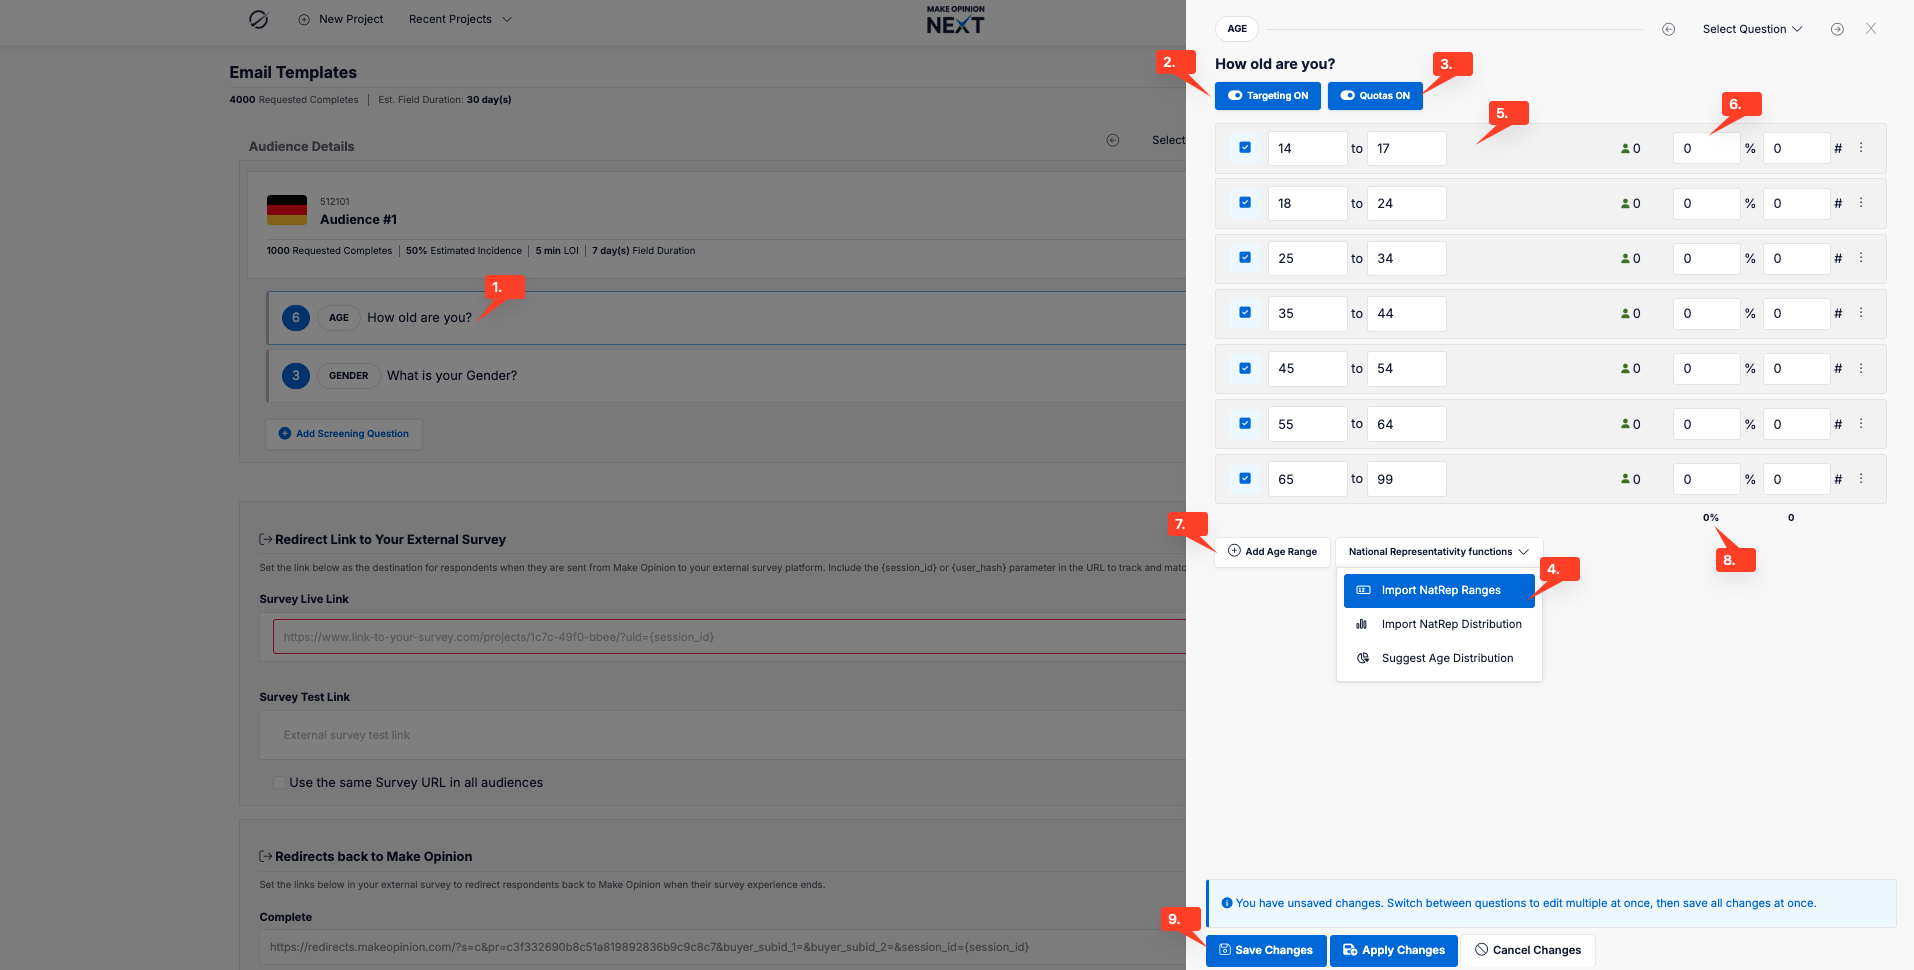 New Project
Recent Projects
MAKE OPINION
NEXT
Email Templates
4000 Requested Completes | Est. Field Duration: 30 day(s)
Audience Details
Select
512101
Audience #1
1000 Requested Completes | 50% Estimated Incidence | 5 min LOI | 7 day(s) Field Duration
1.
6 AGE How old are you?
3 GENDER What is your Gender?
Add Screening Question
Redirect Link to Your External Survey
Set the link below as the destination for respondents when they are sent from Make Opinion to your external survey platform. Include the {session_id} or {user_hash} parameter in the URL to track and matc
Survey Live Link
https://www.link-to-your-survey.com/projects/1c7c-49f0-bbee/?uid={session_id}
Survey Test Link
External survey test link
Use the same Survey URL in all audiences
Redirects back to Make Opinion
Set the links below in your external survey to redirect respondents back to Make Opinion when their survey experience ends.
Complete
https://redirects.makeopinion.com/?s=c&pr=c3f332690b8c51a819892836b9c9c8c7&buyer_subid_1=&buyer_subid_2=&session_id={session_id}
AGE
Select Question
How old are you?
2.
3.
Targeting ON
Quotas ON
5.
6.
14 to 17 0 0 % 0 #
18 to 24 0 0 % 0 #
25 to 34 0 0 % 0 #
35 to 44 0 0 % 0 #
45 to 54 0 0 % 0 #
55 to 64 0 0 % 0 #
65 to 99 0 0 % 0 #
0% 0
7.
8.
Add Age Range
National Representativity functions
4.
Import NatRep Ranges
Import NatRep Distribution
Suggest Age Distribution
You have unsaved changes. Switch between questions to edit multiple at once, then save all changes at once.
9.
Save Changes
Apply Changes
Cancel Changes